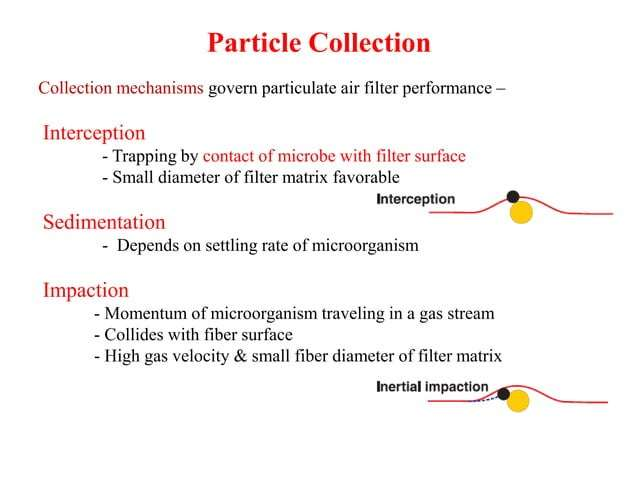 Particle Collection
Collection mechanisms govern particulate air filter performance –
Interception
- Trapping by contact of microbe with filter surface
- Small diameter of filter matrix favorable
Interception
Sedimentation
- Depends on settling rate of microorganism
Impaction
- Momentum of microorganism traveling in a gas stream
- Collides with fiber surface
- High gas velocity & small fiber diameter of filter matrix
Inertial impaction